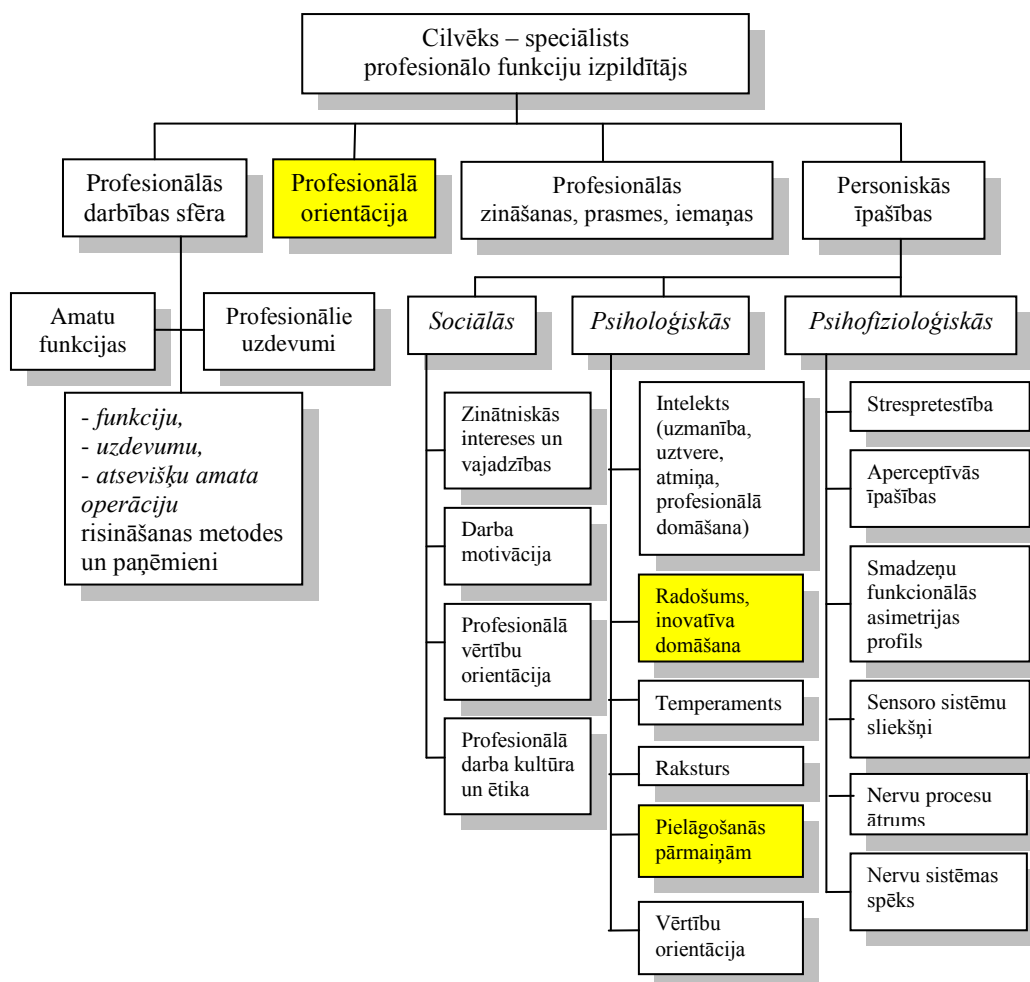 Cilvēks – speciālists
profesionālo funkciju izpildītājs
Profesionālās
darbības sfēra
Profesionālā
orientācija
Profesionālās
zināšanas, prasmes, iemaņas
Personiskās
īpašības
Amatu
funkcijas
Profesionālie
uzdevumi
- funkciju,
- uzdevumu,
- atsevišķu amata
operāciju
risināšanas metodes
un paņēmieni
Sociālās
Zinātniskās
intereses un
vajadzības
Darba
motivācija
Profesionālā
vērtību
orientācija
Profesionālā
darba kultūra
un ētika
Psiholoģiskās
Intelekts
(uzmanība,
uztvere,
atmiņa,
profesionālā
domāšana)
Radošums,
inovatīva
domāšana
Temperaments
Raksturs
Pielāgošanās
pārmaiņām
Vērtību
orientācija
Psihofizioloģiskās
Strespretestība
Aperceptīvās
īpašības
Smadzeņu
funkcionālās
asimetrijas
profils
Sensoro sistēmu
sliekšņi
Nervu procesu
ātrums
Nervu sistēmas
spēks